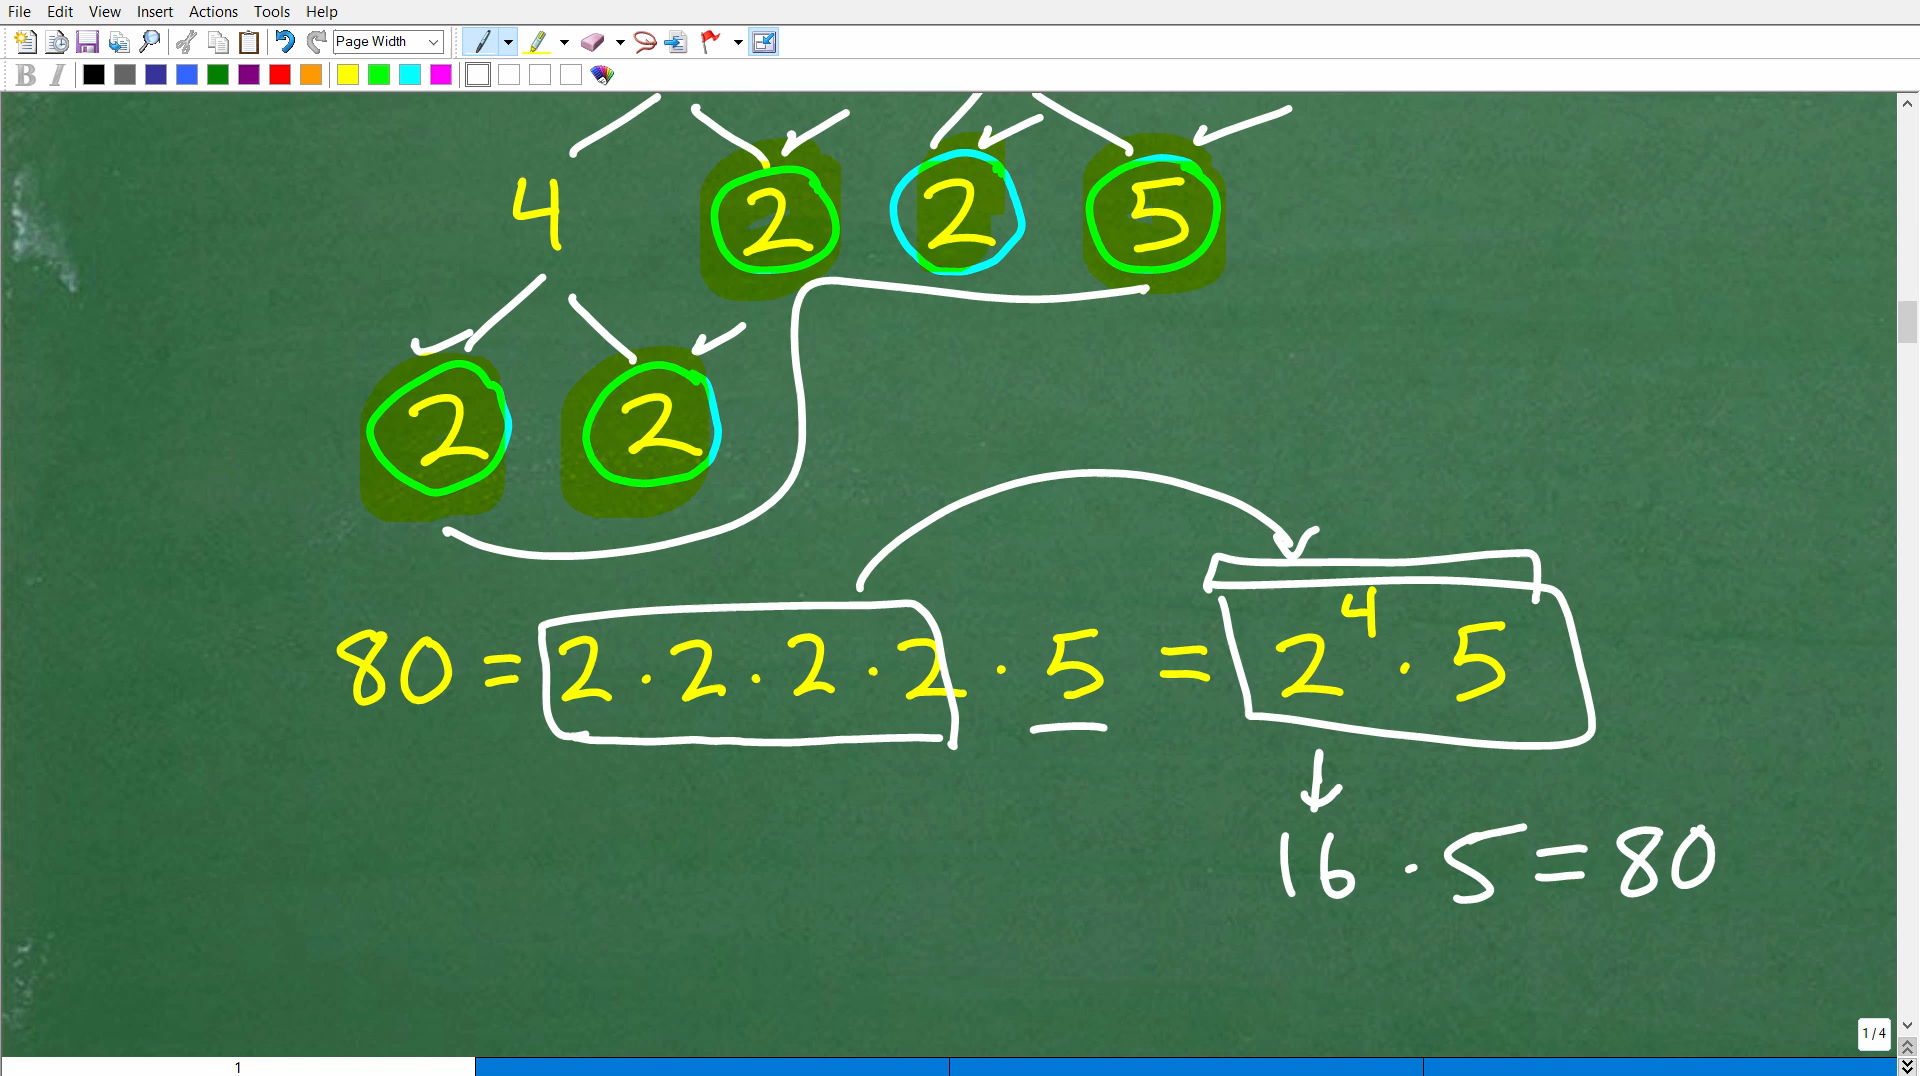 File Edit View Insert Actions Tools Help
Page Width
B I
4 2 2 5
2 2
80 = 2 · 2 · 2 · 2 · 5 = 2⁴ · 5
16 · 5 = 80
1 / 4
1